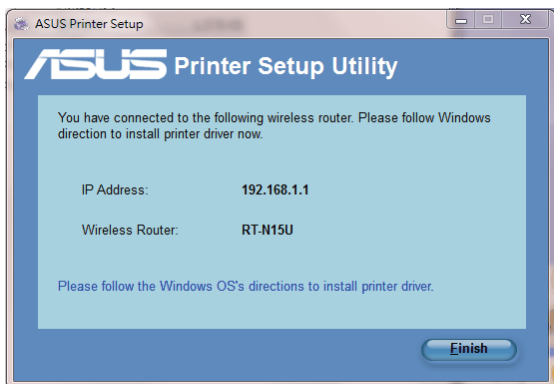 ASUS Printer Setup
ASUS Printer Setup Utility
You have connected to the following wireless router. Please follow Windows
direction to install printer driver now.
IP Address: 192.168.1.1
Wireless Router: RT-N15U
Please follow the Windows OS's directions to install printer driver.
Finish